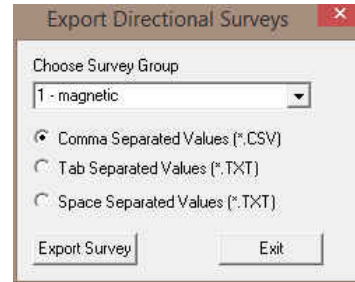 Export Directional Surveys
Choose Survey Group
1 - magnetic
Comma Separated Values (*.CSV)
Tab Separated Values (*.TXT)
Space Separated Values (*.TXT)
Export Survey Exit